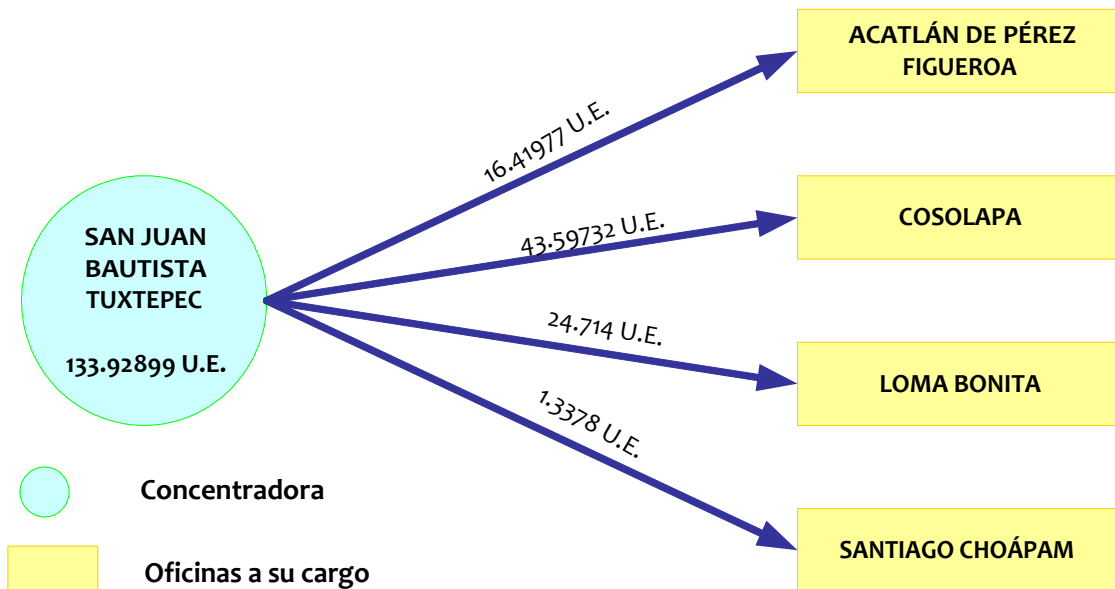 ACATLÁN DE PÉREZ
FIGUEROA
16.41977 U.E.
COSOLAPA
43.59732 U.E.
SAN JUAN
BAUTISTA
TUXTEPEC
133.92899 U.E.
24.714 U.E.
LOMA BONITA
1.3378 U.E.
SANTIAGO CHOÁPAM
Concentradora
Oficinas a su cargo